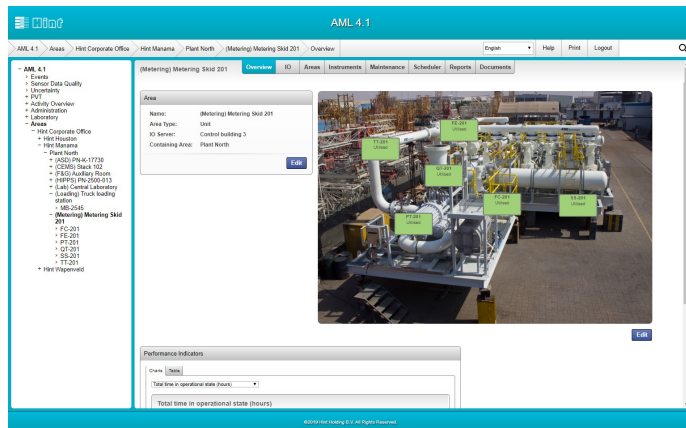 Hint
AML 4.1
AML 4.1 Areas Hint Corporate Office Hint Manama Plant North (Metering) Metering Skid 201 Overview
English Help Print Logout
− AML 4.1
› Events
› Sensor Data Quality
› Uncertainty
+ PVT
+ Activity Overview
+ Administration
+ Laboratory
− Areas
− Hint Corporate Office
+ Hint Houston
− Hint Manama
− Plant North
+ (ASD) PN-K-17730
+ (CEMS) Stack 102
+ (F&G) Auxiliary Room
+ (HIPPS) PN-2500-013
+ (Lab) Central Laboratory
− (Loading) Truck loading
station
› MB-2545
− (Metering) Metering Skid
201
› FC-201
› FE-201
› PT-201
› QT-201
› SS-201
› TT-201
+ Hint Wapenveld
(Metering) Metering Skid 201
Overview IO Areas Instruments Maintenance Scheduler Reports Documents
Area
Name: (Metering) Metering Skid 201
Area Type: Unit
IO Server: Control building 3
Containing Area: Plant North
Edit
FE-201
Utilised
TT-201
Utilised
QT-201
Utilised
FC-201
Utilised
SS-201
Utilised
PT-201
Utilised
Edit
Performance Indicators
Charts Table
Total time in operational state (hours)
Total time in operational state (hours)
©2019 Hint Holding B.V. All Rights Reserved.